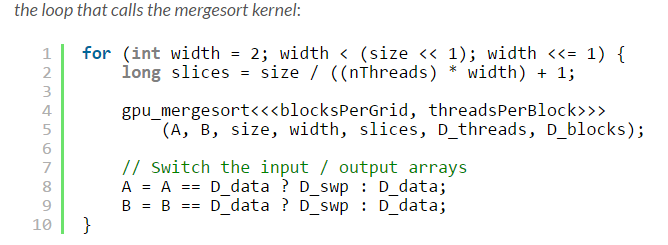 the loop that calls the mergesort kernel:
1 for (int width = 2; width < (size << 1); width <<= 1) {
2     long slices = size / ((nThreads) * width) + 1;
3
4     gpu_mergesort<<<blocksPerGrid, threadsPerBlock>>>
5         (A, B, size, width, slices, D_threads, D_blocks);
6
7     // Switch the input / output arrays
8     A = A == D_data ? D_swp : D_data;
9     B = B == D_data ? D_swp : D_data;
10 }